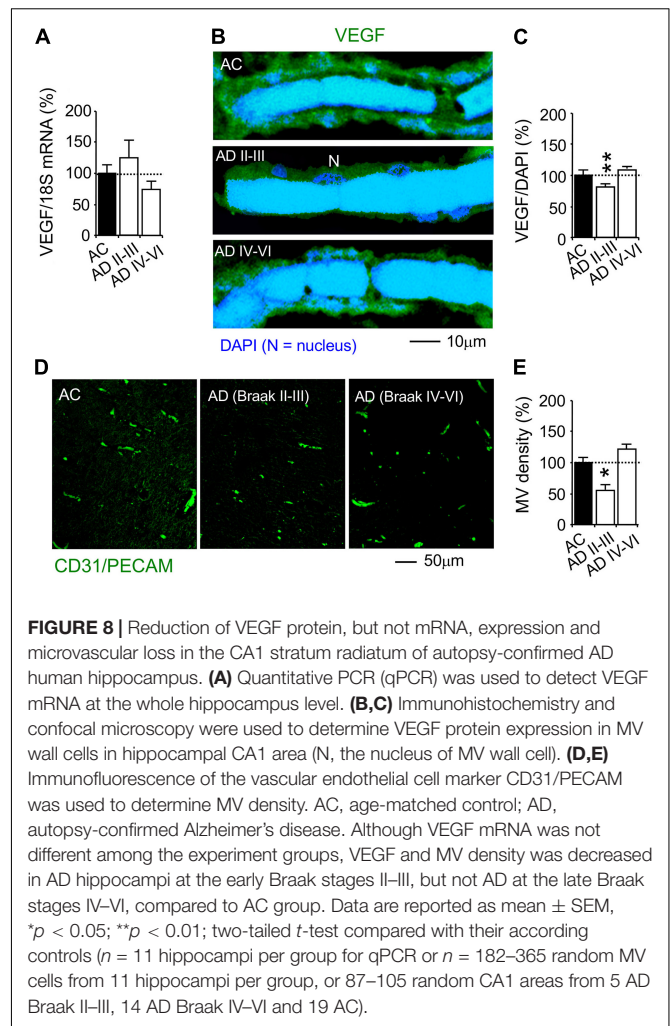 A
VEGF/18S mRNA (%)
200
150
100
50
0
AC
AD II-III
AD IV-VI
B
VEGF
AC
AD II-III
N
AD IV-VI
DAPI (N = nucleus)
10μm
C
VEGF/DAPI (%)
200
150
100
50
0
**
AC
AD II-III
AD IV-VI
D
AC
AD (Braak II-III)
AD (Braak IV-VI)
CD31/PECAM
50μm
E
MV density (%)
200
150
100
50
0
*
AC
AD II-III
AD IV-VI
FIGURE 8 | Reduction of VEGF protein, but not mRNA, expression and
microvascular loss in the CA1 stratum radiatum of autopsy-confirmed AD
human hippocampus. (A) Quantitative PCR (qPCR) was used to detect VEGF
mRNA at the whole hippocampus level. (B,C) Immunohistochemistry and
confocal microscopy were used to determine VEGF protein expression in MV
wall cells in hippocampal CA1 area (N, the nucleus of MV wall cell). (D,E)
Immunofluorescence of the vascular endothelial cell marker CD31/PECAM
was used to determine MV density. AC, age-matched control; AD,
autopsy-confirmed Alzheimer's disease. Although VEGF mRNA was not
different among the experiment groups, VEGF and MV density was decreased
in AD hippocampi at the early Braak stages II–III, but not AD at the late Braak
stages IV–VI, compared to AC group. Data are reported as mean ± SEM,
*p < 0.05; **p < 0.01; two-tailed t-test compared with their according
controls (n = 11 hippocampi per group for qPCR or n = 182–365 random MV
cells from 11 hippocampi per group, or 87–105 random CA1 areas from 5 AD
Braak II–III, 14 AD Braak IV–VI and 19 AC).